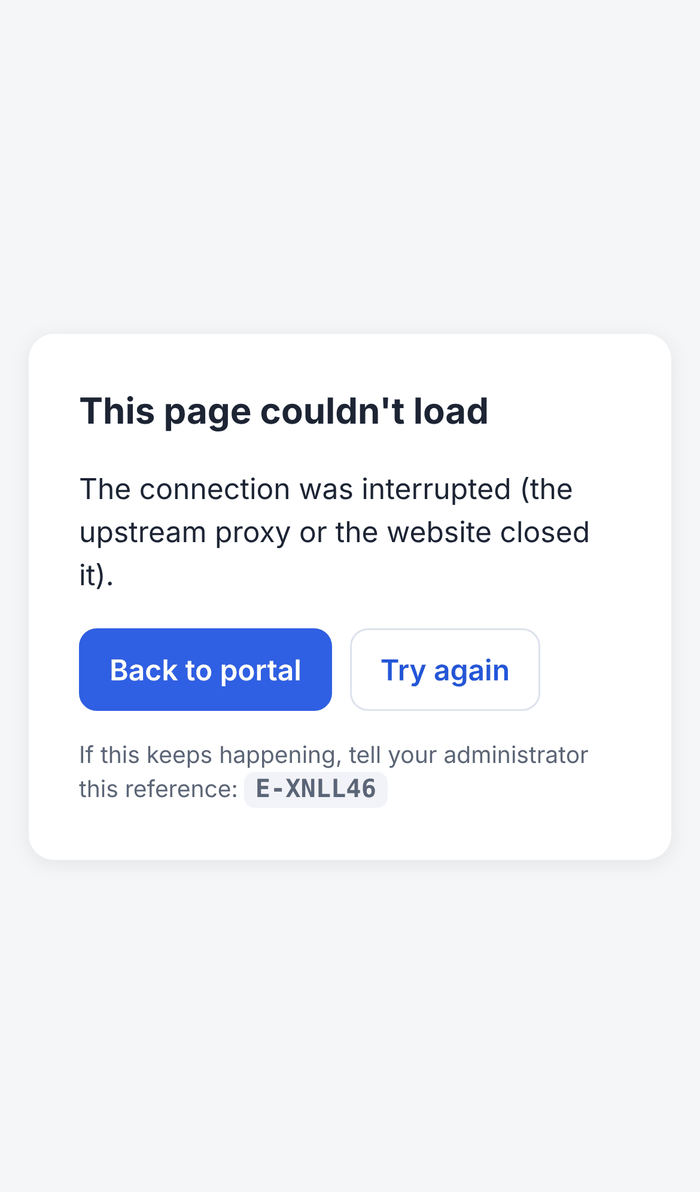 This page couldn't load
The connection was interrupted (the
upstream proxy or the website closed
it).
Back to portal
Try again
If this keeps happening, tell your administrator
this reference: E-XNLL46